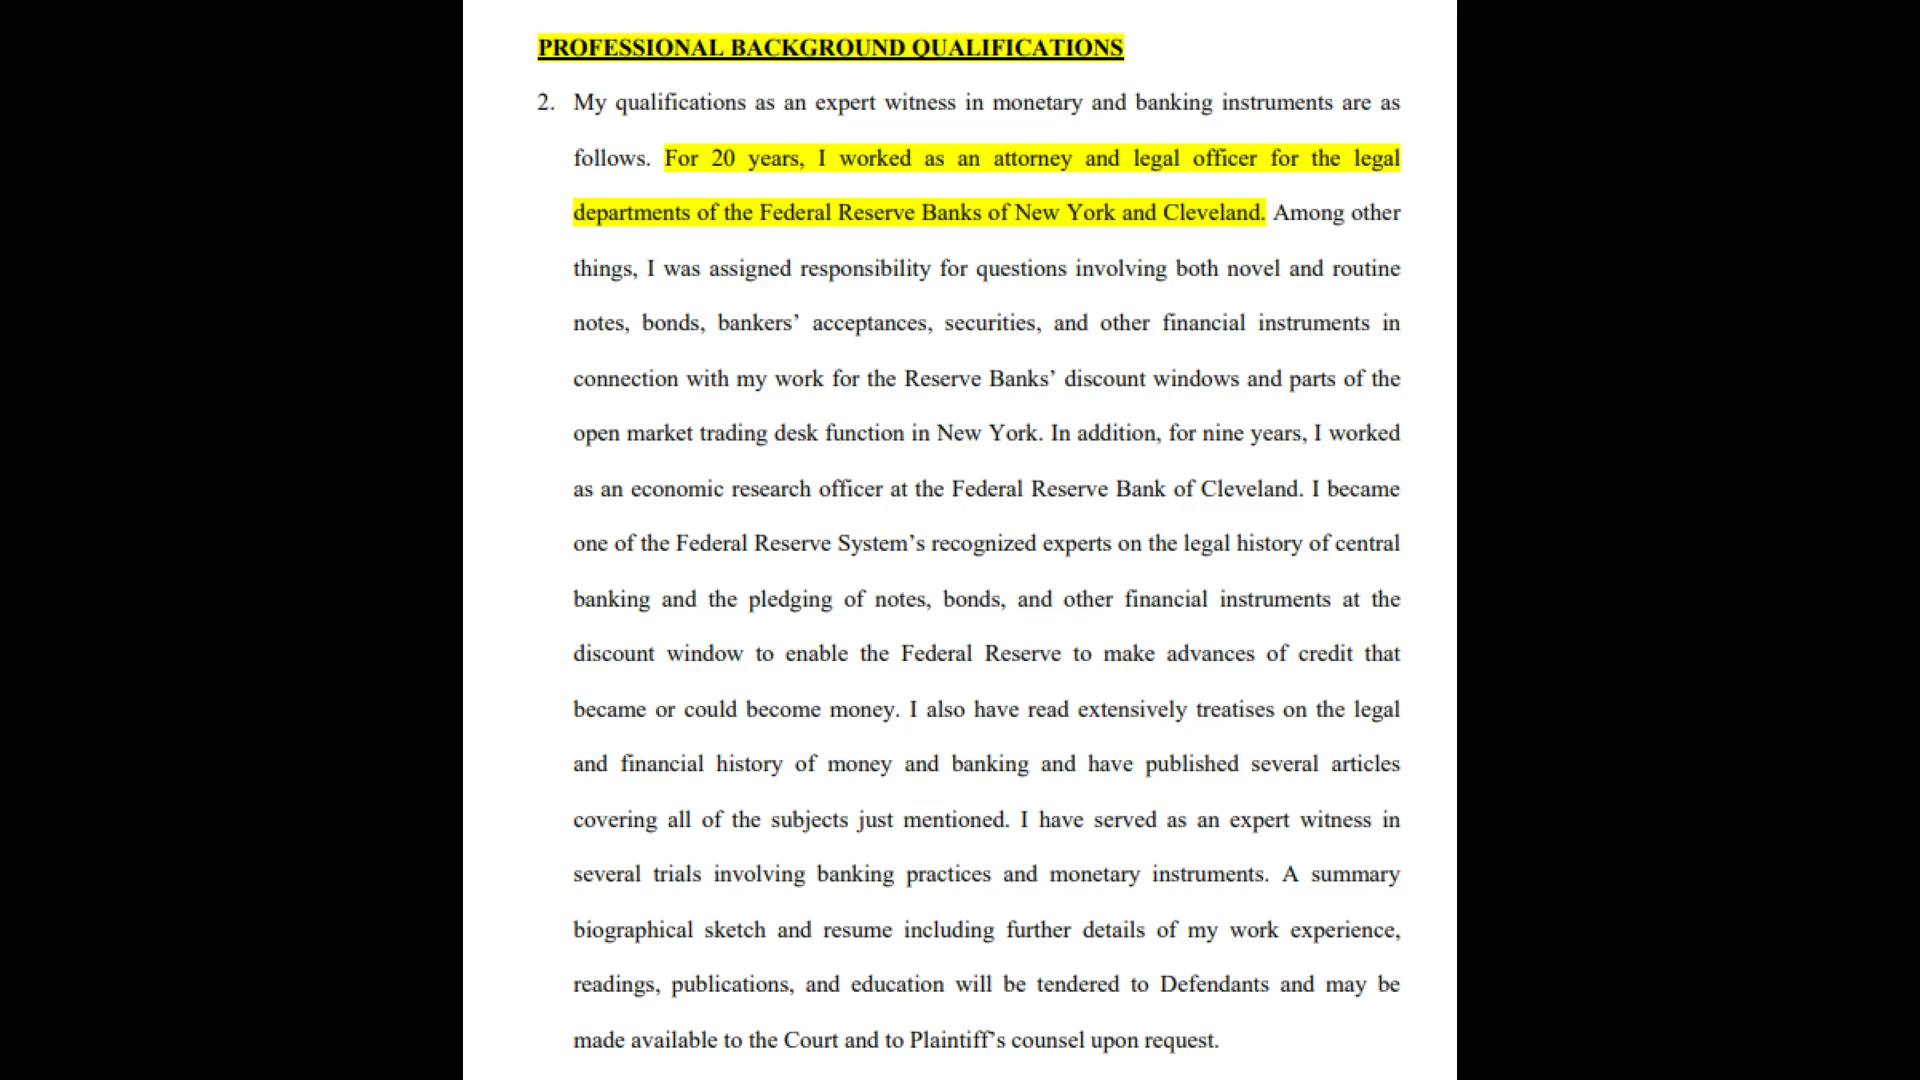 PROFESSIONAL BACKGROUND QUALIFICATIONS
2. My qualifications as an expert witness in monetary and banking instruments are as
follows. For 20 years, I worked as an attorney and legal officer for the legal
departments of the Federal Reserve Banks of New York and Cleveland. Among other
things, I was assigned responsibility for questions involving both novel and routine
notes, bonds, bankers’ acceptances, securities, and other financial instruments in
connection with my work for the Reserve Banks’ discount windows and parts of the
open market trading desk function in New York. In addition, for nine years, I worked
as an economic research officer at the Federal Reserve Bank of Cleveland. I became
one of the Federal Reserve System’s recognized experts on the legal history of central
banking and the pledging of notes, bonds, and other financial instruments at the
discount window to enable the Federal Reserve to make advances of credit that
became or could become money. I also have read extensively treatises on the legal
and financial history of money and banking and have published several articles
covering all of the subjects just mentioned. I have served as an expert witness in
several trials involving banking practices and monetary instruments. A summary
biographical sketch and resume including further details of my work experience,
readings, publications, and education will be tendered to Defendants and may be
made available to the Court and to Plaintiff’s counsel upon request.